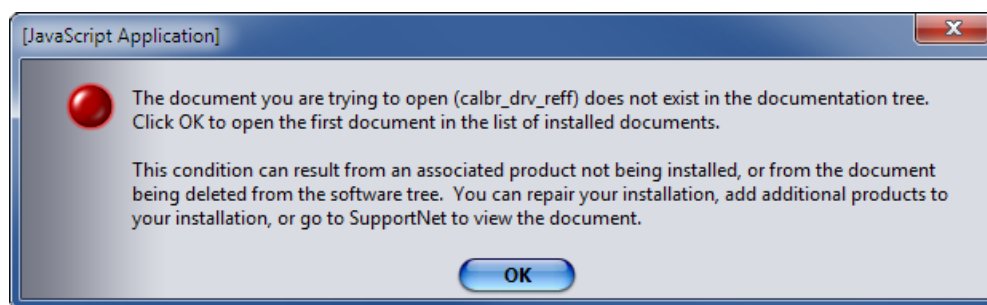 [JavaScript Application]
The document you are trying to open (calbr_drv_reff) does not exist in the documentation tree.
Click OK to open the first document in the list of installed documents.
This condition can result from an associated product not being installed, or from the document
being deleted from the software tree.  You can repair your installation, add additional products to
your installation, or go to SupportNet to view the document.
OK